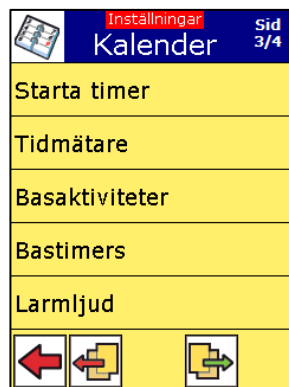 Inställningar
Kalender
Sid
3/4
Starta timer
Tidmätare
Basaktiviteter
Bastimers
Larmljud